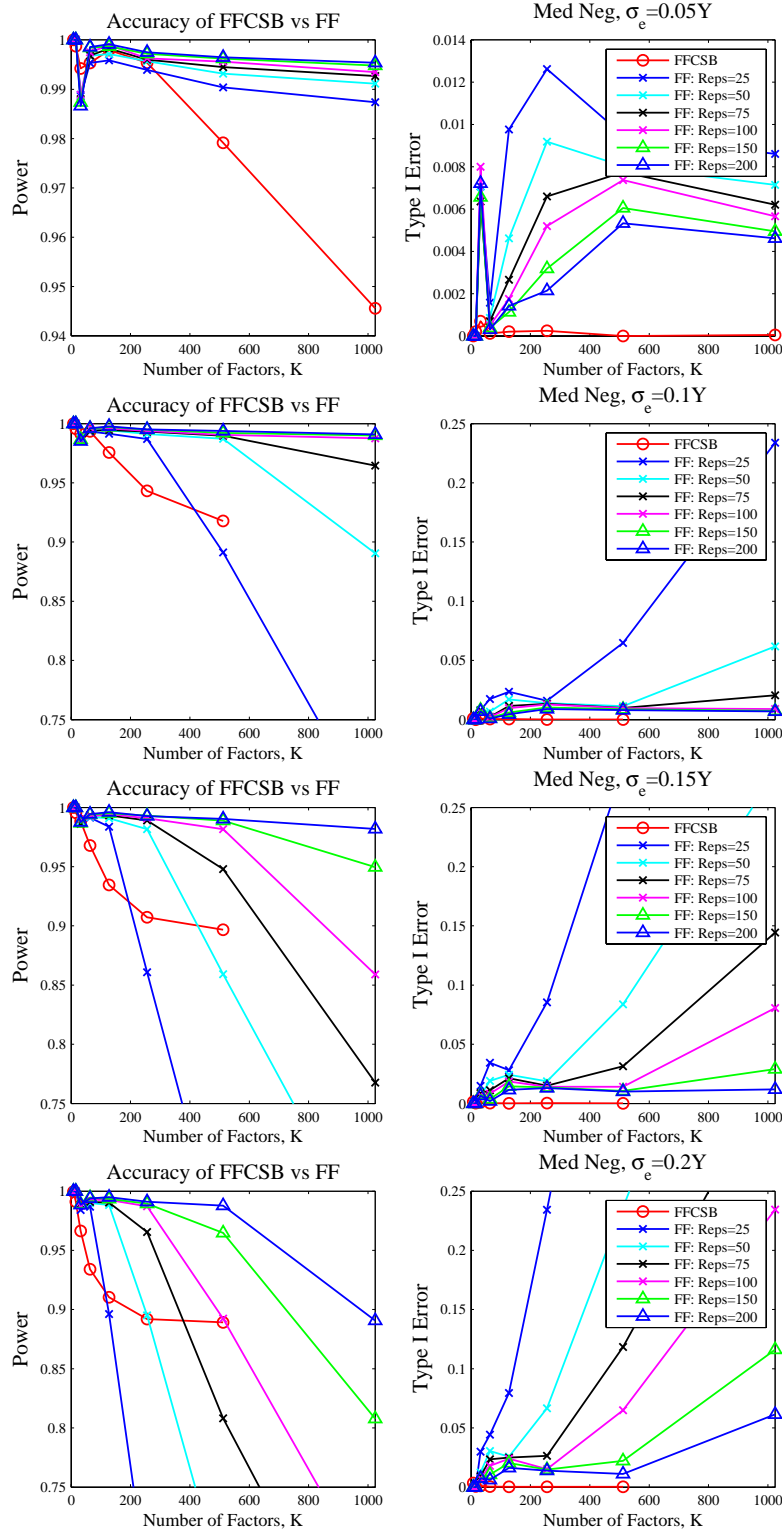 Accuracy of FFCSB vs FF
1
0.99
0.98
0.97
0.96
0.95
0.94
Power
0 200 400 600 800 1000
Number of Factors, K
Med Neg, σe=0.05Y
0.014
0.012
0.01
0.008
0.006
0.004
0.002
0
Type I Error
FFCSB
FF: Reps=25
FF: Reps=50
FF: Reps=75
FF: Reps=100
FF: Reps=150
FF: Reps=200
0 200 400 600 800 1000
Number of Factors, K
Accuracy of FFCSB vs FF
1
0.95
0.9
0.85
0.8
0.75
Power
0 200 400 600 800 1000
Number of Factors, K
Med Neg, σe=0.1Y
0.25
0.2
0.15
0.1
0.05
0
Type I Error
FFCSB
FF: Reps=25
FF: Reps=50
FF: Reps=75
FF: Reps=100
FF: Reps=150
FF: Reps=200
0 200 400 600 800 1000
Number of Factors, K
Accuracy of FFCSB vs FF
1
0.95
0.9
0.85
0.8
0.75
Power
0 200 400 600 800 1000
Number of Factors, K
Med Neg, σe=0.15Y
0.25
0.2
0.15
0.1
0.05
0
Type I Error
FFCSB
FF: Reps=25
FF: Reps=50
FF: Reps=75
FF: Reps=100
FF: Reps=150
FF: Reps=200
0 200 400 600 800 1000
Number of Factors, K
Accuracy of FFCSB vs FF
1
0.95
0.9
0.85
0.8
0.75
Power
0 200 400 600 800 1000
Number of Factors, K
Med Neg, σe=0.2Y
0.25
0.2
0.15
0.1
0.05
0
Type I Error
FFCSB
FF: Reps=25
FF: Reps=50
FF: Reps=75
FF: Reps=100
FF: Reps=150
FF: Reps=200
0 200 400 600 800 1000
Number of Factors, K